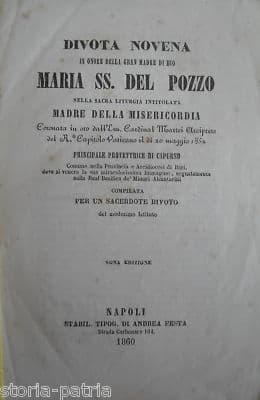 DIVOTA NOVENA
IN ONORE DELLA GRAN MADRE DI DIO
MARIA SS. DEL POZZO
NELLA SACRA LITURGIA INTITOLATA
MADRE DELLA MISERICORDIA
Coronata in oro dall'Em. Cardinal Mattei Arciprete
del R.° Capitolo Vaticano il dì 20 maggio 185
PRINCIPALE PROTETTRICE DI CAPURSO
Comune nella Provincia e Arcidiocesi di Bari,
dove si venera la sua miracolosissima Immagine, segnatamente
nella Real Basilica de' Minori Alcantarini
COMPILATA
PER UN SACERDOTE DIVOTO
del medesimo Istituto
NONA EDIZIONE
NAPOLI
STABIL. TIPOG. DI ANDREA FESTA
Strada Carbonara 104.
1860
storia-patria